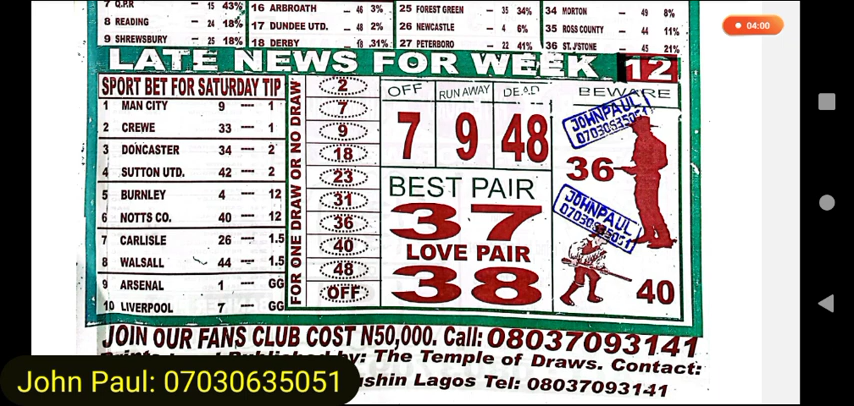 7 Q.P.R 15 43% 16 ARBROATH - 46 3% 25 FOREST GREEN - 35 34% 34 MORTON - 49 8%
8 READING - 24 18% 17 DUNDEE UTD. - 48 2% 26 NEWCASTLE - 4 6% 35 ROSS COUNTY - 44 11%
9 SHREWSBURY - 25 18% 18 DERBY - 18 .31% 27 PETERBORO - 22 41% 36 ST. J'STONE - 45 21%
04:00
LATE NEWS FOR WEEK 12
SPORT BET FOR SATURDAY TIP
1 MAN CITY 9 ---- 1
2 CREWE 33 ---- 1
3 DONCASTER 34 ---- 2
4 SUTTON UTD. 42 ---- 2
5 BURNLEY 4 ---- 12
6 NOTTS CO. 40 ---- 12
7 CARLISLE 26 ---- 1.5
8 WALSALL 44 ---- 1.5
9 ARSENAL 1 ---- GG
10 LIVERPOOL 7 ---- GG
FOR ONE DRAW OR NO DRAW
2
7
9
18
23
31
36
40
48
OFF
OFF RUN AWAY DEAD
7 9 48
BEST PAIR
37
LOVE PAIR
38
BEWARE
JOHNPAUL
36
JOHNPAUL
40
JOIN OUR FANS CLUB COST N50,000. Call: 08037093141
by: The Temple of Draws. Contact:
John Paul: 07030635051
ushin Lagos Tel: 08037093141